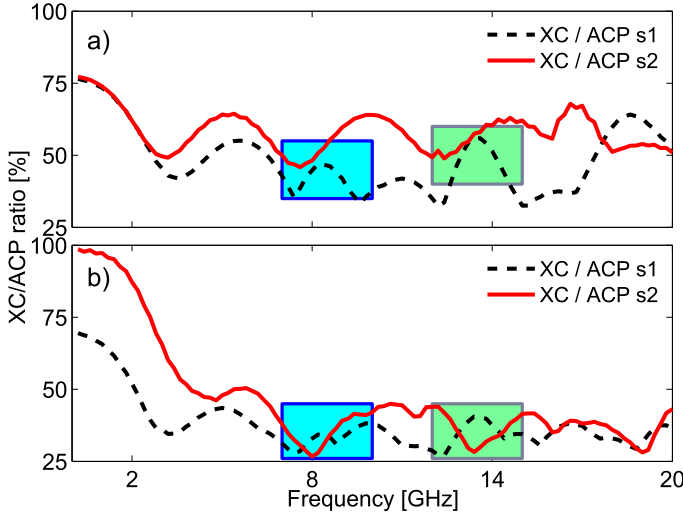 100
a)
XC / ACP s1
XC / ACP s2
75
50
25
XC/ACP ratio [%]
100
b)
XC / ACP s1
XC / ACP s2
75
50
25
2
8
14
20
Frequency [GHz]